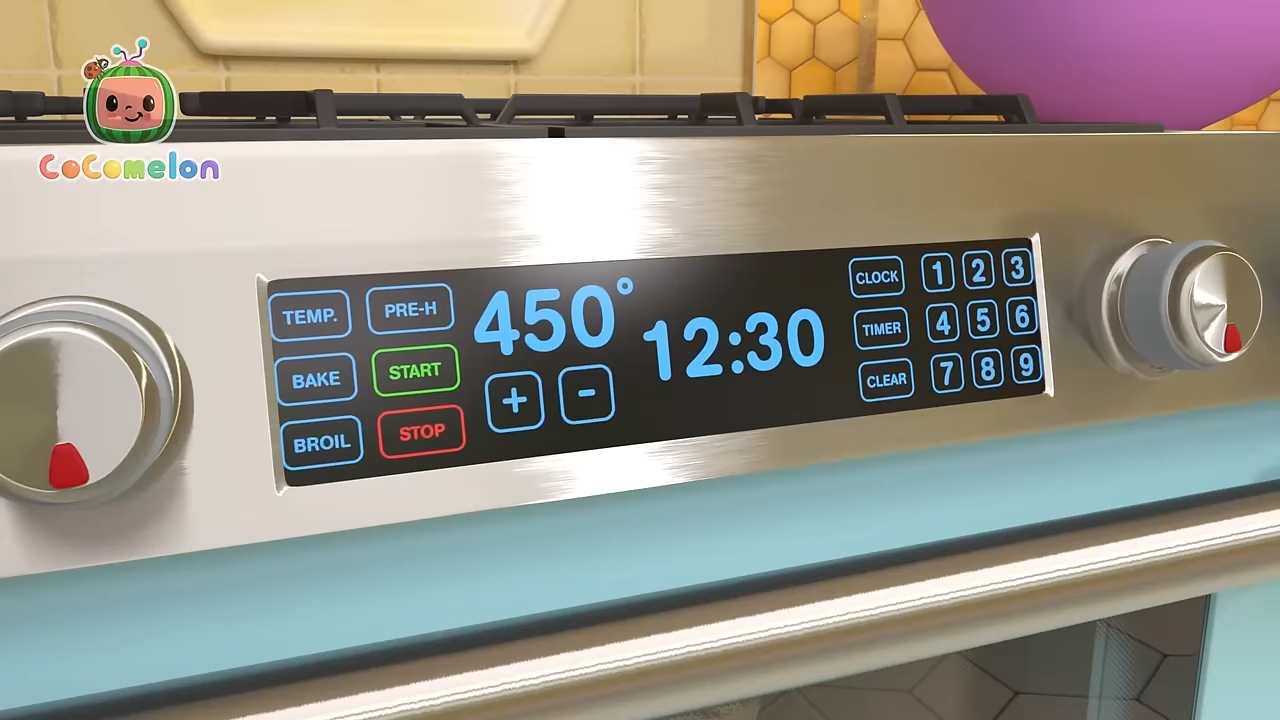 CoComelon
TEMP. PRE-H 450° 12:30 CLOCK 1 2 3
BAKE START + - TIMER 4 5 6
BROIL STOP CLEAR 7 8 9